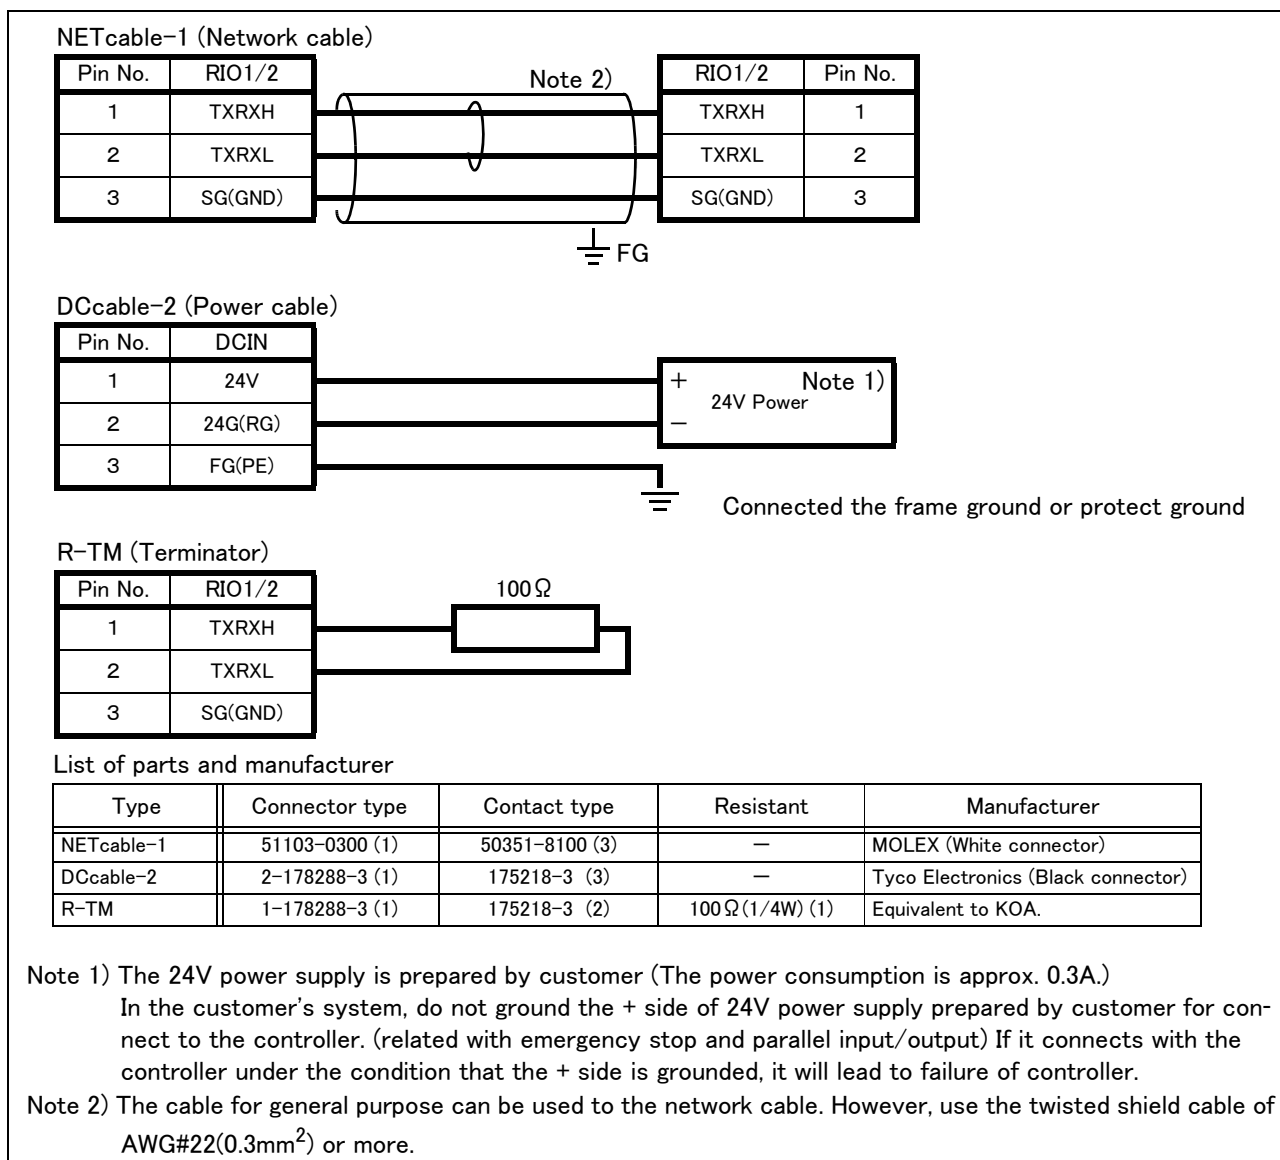 NETcable-1 (Network cable)
Pin No. RIO1/2 Note 2) RIO1/2 Pin No.
1 TXRXH TXRXH 1
2 TXRXL TXRXL 2
3 SG(GND) SG(GND) 3
FG
DCcable-2 (Power cable)
Pin No. DCIN
1 24V + Note 1)
24V Power
2 24G(RG) −
3 FG(PE)
Connected the frame ground or protect ground
R-TM (Terminator)
Pin No. RIO1/2 100Ω
1 TXRXH
2 TXRXL
3 SG(GND)
List of parts and manufacturer
Type Connector type Contact type Resistant Manufacturer
NETcable-1 51103-0300 (1) 50351-8100 (3) − MOLEX (White connector)
DCcable-2 2-178288-3 (1) 175218-3 (3) − Tyco Electronics (Black connector)
R-TM 1-178288-3 (1) 175218-3 (2) 100Ω(1/4W) (1) Equivalent to KOA.
Note 1) The 24V power supply is prepared by customer (The power consumption is approx. 0.3A.)
In the customer's system, do not ground the + side of 24V power supply prepared by customer for con-
nect to the controller. (related with emergency stop and parallel input/output) If it connects with the
controller under the condition that the + side is grounded, it will lead to failure of controller.
Note 2) The cable for general purpose can be used to the network cable. However, use the twisted shield cable of
AWG#22(0.3mm²) or more.